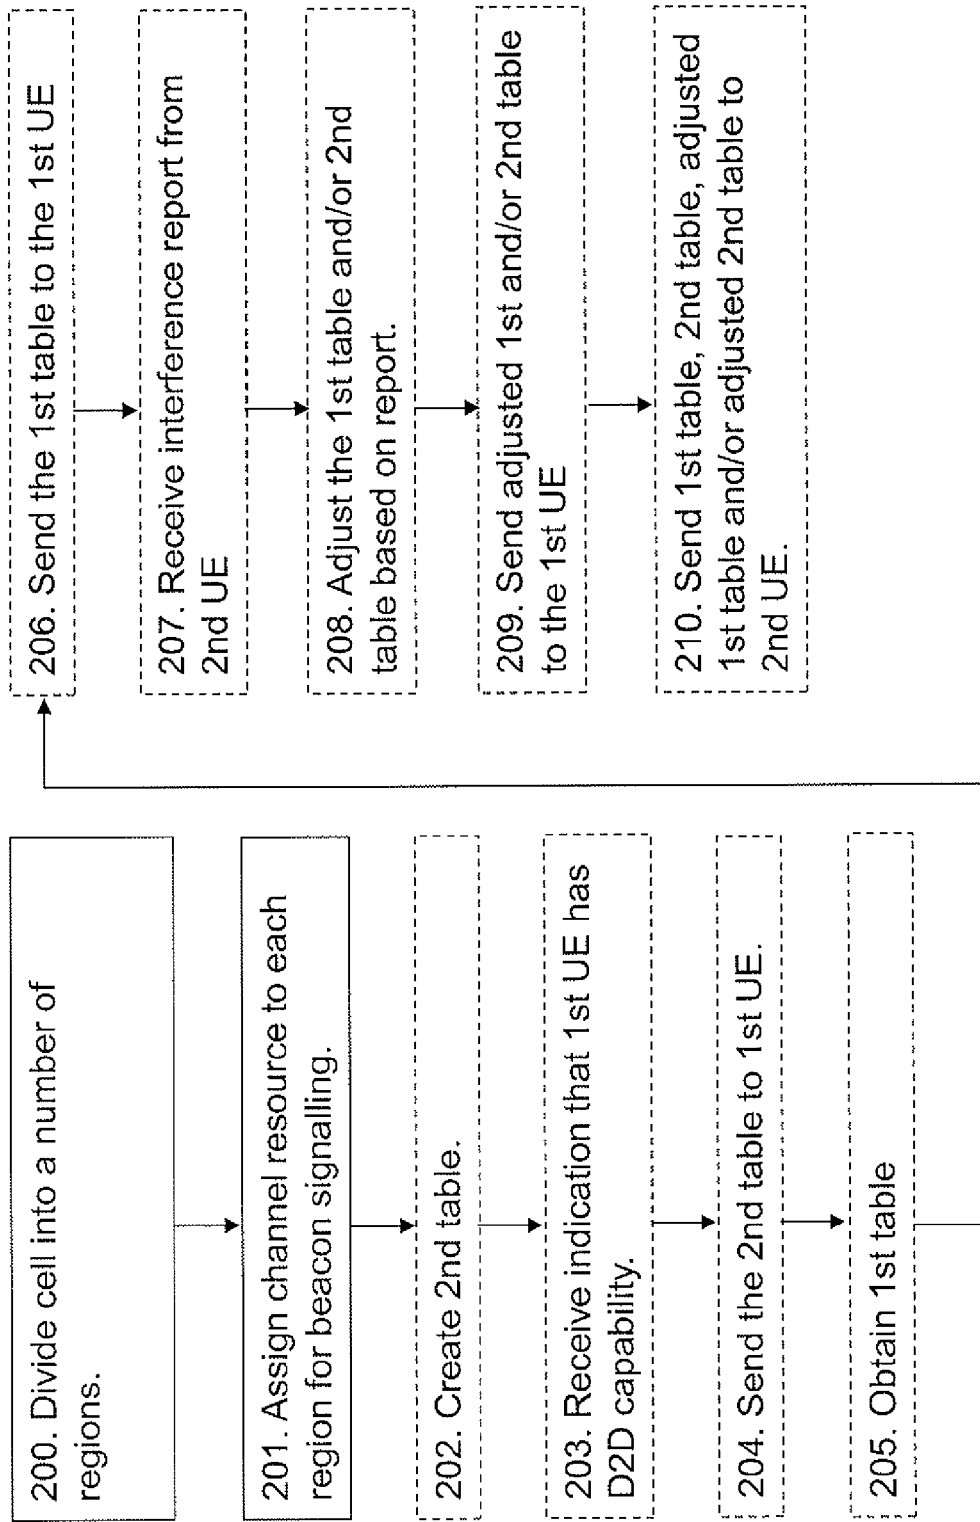 200. Divide cell into a number of
regions.
201. Assign channel resource to each
region for beacon signalling.
202. Create 2nd table.
203. Receive indication that 1st UE has
D2D capability.
204. Send the 2nd table to 1st UE.
205. Obtain 1st table
206. Send the 1st table to the 1st UE
207. Receive interference report from
2nd UE
208. Adjust the 1st table and/or 2nd
table based on report.
209. Send adjusted 1st and/or 2nd table
to the 1st UE
210. Send 1st table, 2nd table, adjusted
1st table and/or adjusted 2nd table to
2nd UE.